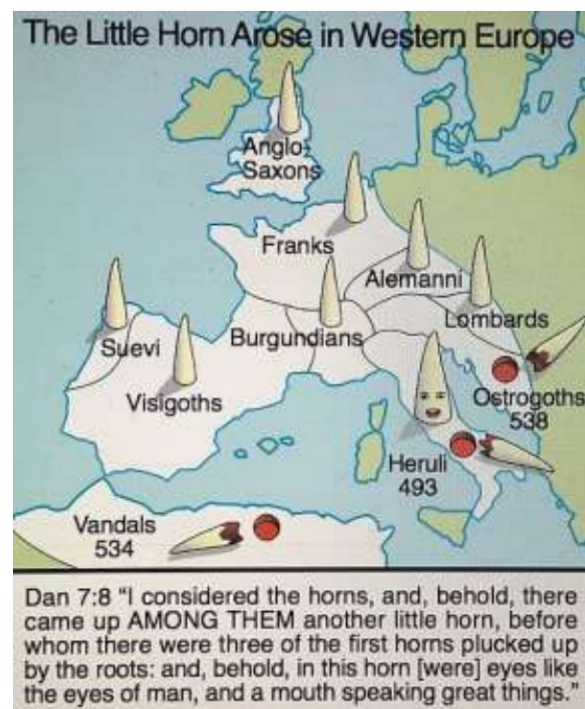 The Little Horn Arose in Western Europe
Anglo-
Saxons
Franks
Alemanni
Lombards
Burgundians
Suevi
Visigoths
Ostrogoths
538
Heruli
493
Vandals
534
Dan 7:8 "I considered the horns, and, behold, there
came up AMONG THEM another little horn, before
whom there were three of the first horns plucked up
by the roots: and, behold, in this horn [were] eyes like
the eyes of man, and a mouth speaking great things."